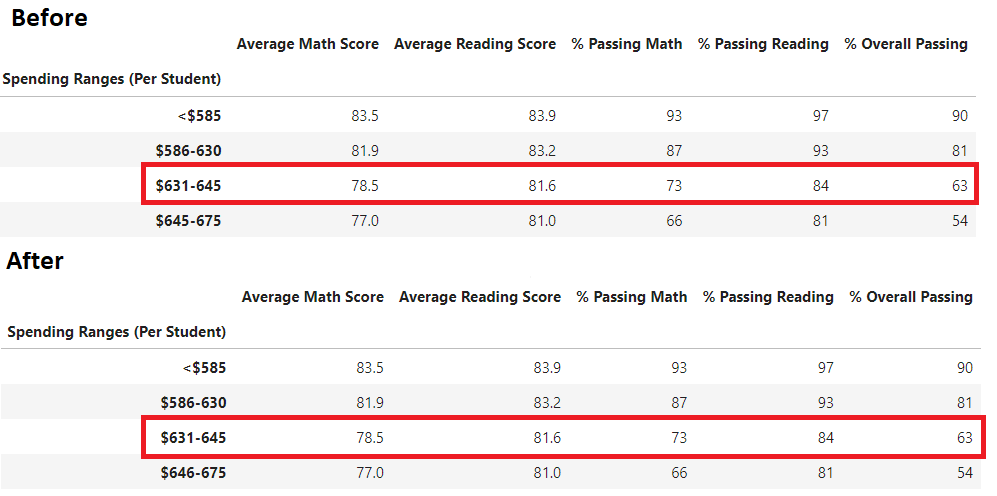 Before
Average Math Score Average Reading Score % Passing Math % Passing Reading % Overall Passing
Spending Ranges (Per Student)
<$585 83.5 83.9 93 97 90
$586-630 81.9 83.2 87 93 81
$631-645 78.5 81.6 73 84 63
$645-675 77.0 81.0 66 81 54
After
Average Math Score Average Reading Score % Passing Math % Passing Reading % Overall Passing
Spending Ranges (Per Student)
<$585 83.5 83.9 93 97 90
$586-630 81.9 83.2 87 93 81
$631-645 78.5 81.6 73 84 63
$646-675 77.0 81.0 66 81 54